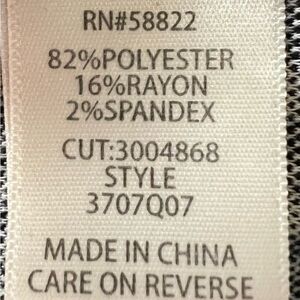 RN#58822
82%POLYESTER
16%RAYON
2%SPANDEX
CUT:3004868
STYLE
3707Q07
MADE IN CHINA
CARE ON REVERSE